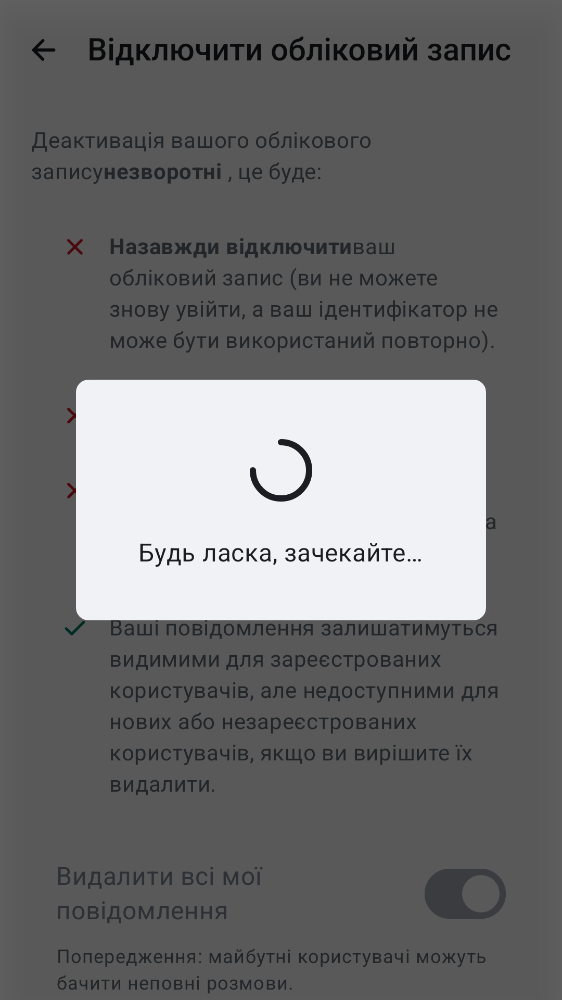 Відключити обліковий запис
Деактивація вашого облікового
записунезворотні , це буде:
Назавжди відключитиваш
обліковий запис (ви не можете
знову увійти, а ваш ідентифікатор не
може бути використаний повторно).
а
Будь ласка, зачекайте...
Ваші повідомлення залишатимуться
видимими для зареєстрованих
користувачів, але недоступними для
нових або незареєстрованих
користувачів, якщо ви вирішите їх
видалити.
Видалити всі мої
повідомлення
Попередження: майбутні користувачі можуть
бачити неповні розмови.